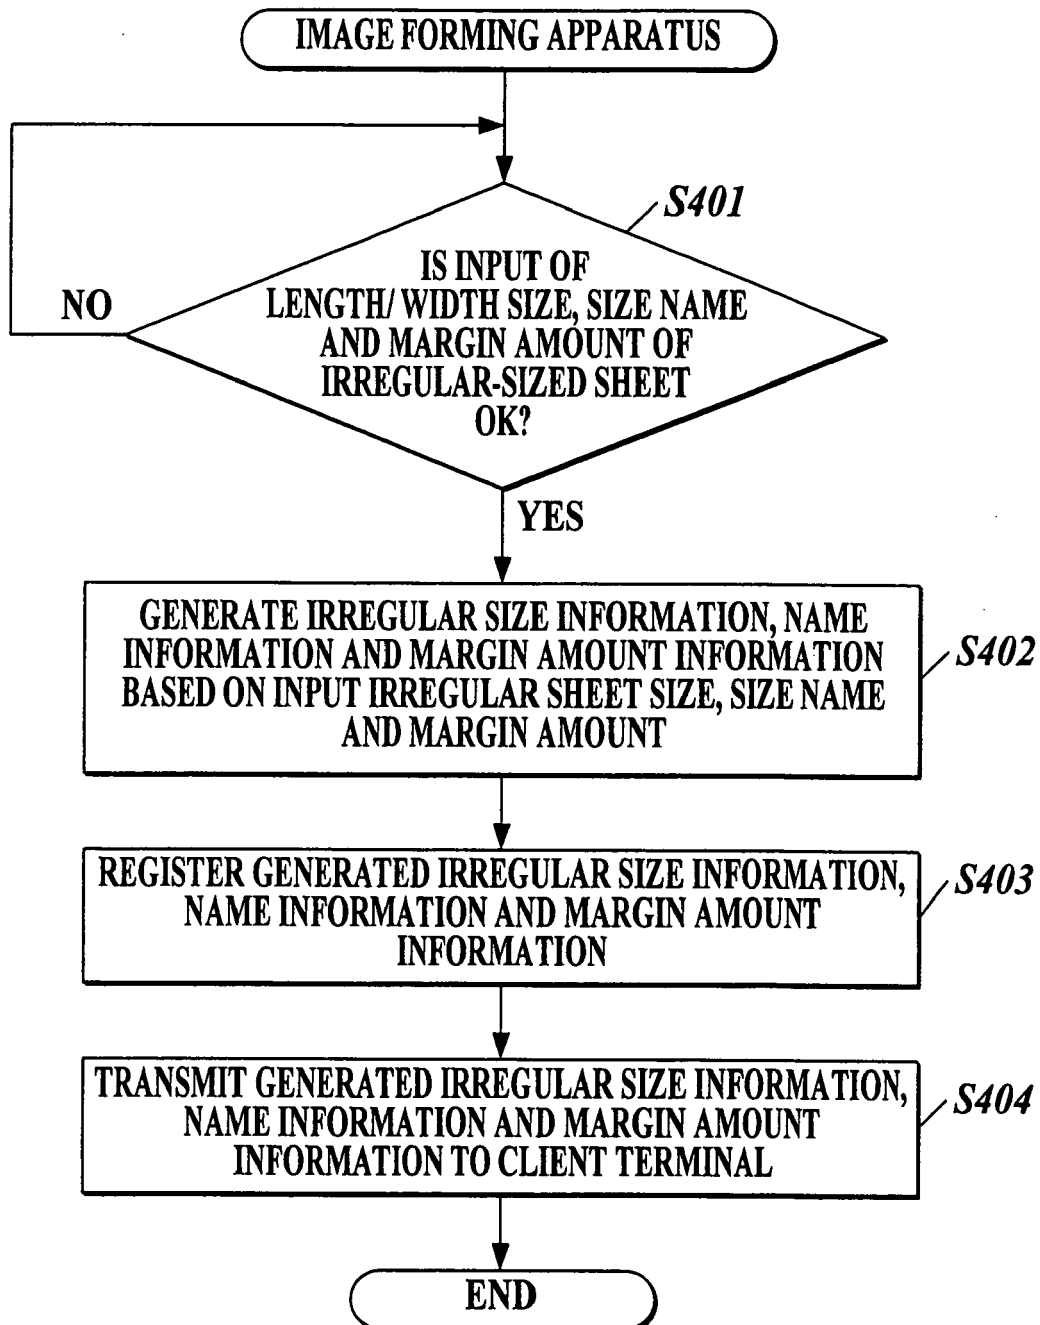 IMAGE FORMING APPARATUS
S401
IS INPUT OF
LENGTH/ WIDTH SIZE, SIZE NAME
AND MARGIN AMOUNT OF
IRREGULAR-SIZED SHEET
OK?
NO
YES
GENERATE IRREGULAR SIZE INFORMATION, NAME
INFORMATION AND MARGIN AMOUNT INFORMATION
BASED ON INPUT IRREGULAR SHEET SIZE, SIZE NAME
AND MARGIN AMOUNT
S402
REGISTER GENERATED IRREGULAR SIZE INFORMATION,
NAME INFORMATION AND MARGIN AMOUNT
INFORMATION
S403
TRANSMIT GENERATED IRREGULAR SIZE INFORMATION,
NAME INFORMATION AND MARGIN AMOUNT
INFORMATION TO CLIENT TERMINAL
S404
END